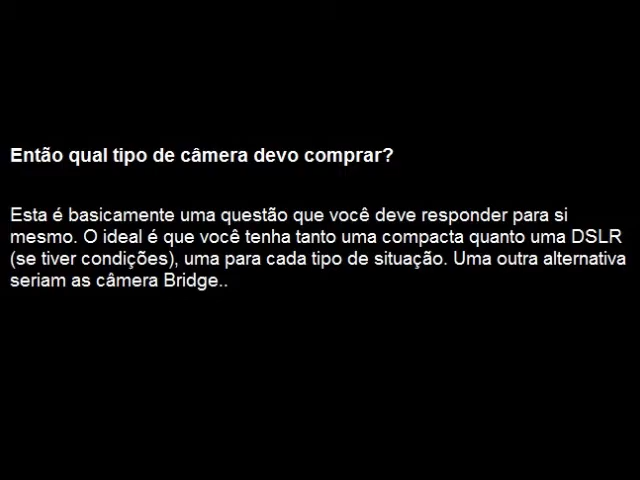 Então qual tipo de câmera devo comprar?
Esta é basicamente uma questão que você deve responder para si
mesmo. O ideal é que você tenha tanto uma compacta quanto uma DSLR
(se tiver condições), uma para cada tipo de situação. Uma outra alternativa
seriam as câmera Bridge..